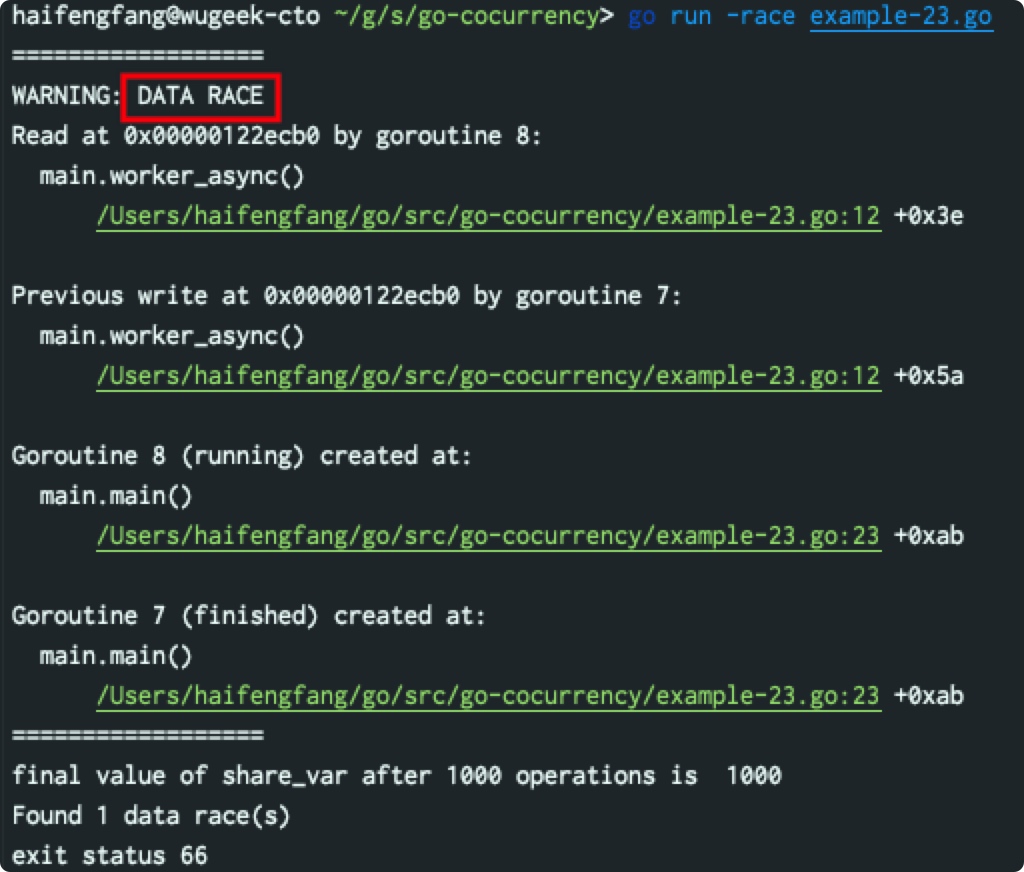 haifengfang@wugeek-cto ~/g/s/go-cocurrency> go run -race example-23.go
==================
WARNING: DATA RACE
Read at 0x00000122ecb0 by goroutine 8:
  main.worker_async()
      /Users/haifengfang/go/src/go-cocurrency/example-23.go:12 +0x3e

Previous write at 0x00000122ecb0 by goroutine 7:
  main.worker_async()
      /Users/haifengfang/go/src/go-cocurrency/example-23.go:12 +0x5a

Goroutine 8 (running) created at:
  main.main()
      /Users/haifengfang/go/src/go-cocurrency/example-23.go:23 +0xab

Goroutine 7 (finished) created at:
  main.main()
      /Users/haifengfang/go/src/go-cocurrency/example-23.go:23 +0xab
==================
final value of share_var after 1000 operations is  1000
Found 1 data race(s)
exit status 66